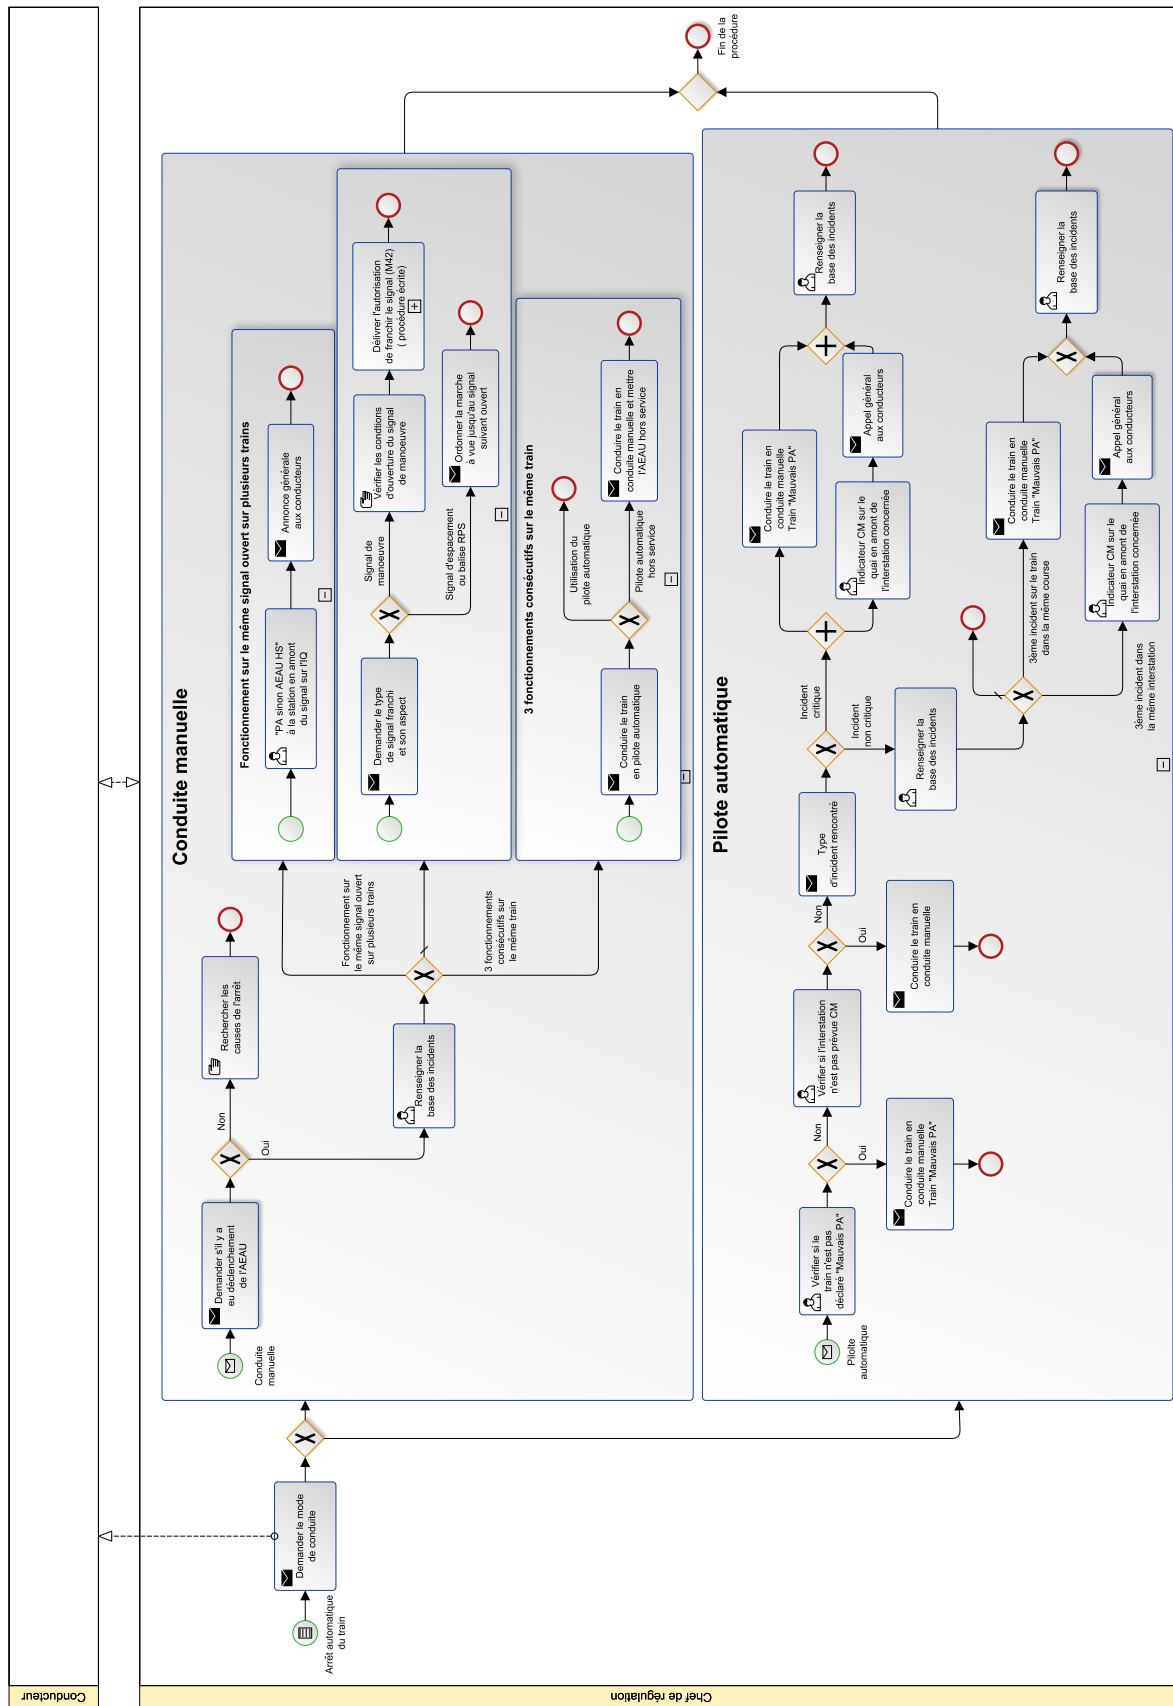 Conducteur
Chef de régulation
Arrêt automatique
du train
Demander le mode
de conduite
Conduite manuelle
Conduite
manuelle
Demander s'il y a
eu déclenchement
de l'AEAU
Non
Oui
Rechercher les
causes de l'arrêt
Renseigner la
base des incidents
Fonctionnement sur
le même signal ouvert
sur plusieurs trains
3 fonctionnements
consécutifs sur
le même train
Fonctionnement sur le même signal ouvert sur plusieurs trains
"PA sinon AEAU HS"
à la station en amont
du signal sur l'IQ
Annonce générale
aux conducteurs
Demander le type
de signal franchi
et son aspect
Signal de
manoeuvre
Signal d'espacement
ou balise RPS
Vérifier les condtions
d'ouverture du signal
de manoeuvre
Délivrer l'autorisation
de franchir le signal (M42)
( procédure écrite)
Ordonner la marche
à vue jusqu'au signal
suivant ouvert
3 fonctionnements consécutifs sur le même train
Conduire le train
en pilote automatique
Utilisation du
pilote automatique
Pilote automatique
hors service
Conduire le train en
conduite manuelle et mettre
l'AEAU hors service
Pilote automatique
Piloite
automatique
Vérifier si le
train n'est pas
déclaré "Mauvais PA"
Non
Oui
Conduire le train en
conduite manuelle
Train "Mauvais PA"
Vérifier si l'interstation
n'est pas prévue CM
Non
Oui
Conduire le train en
conduite manuelle
Type
d'incident rencontré
Incident
critique
Incident
non critique
Conduire le train en
conduite manuelle
Train "Mauvais PA"
Indicateur CM sur le
quai en amont de
l'interstation concernée
Appel général
aux conducteurs
Renseigner la
base des incidents
Renseigner la
base des incidents
3ème incident sur le train
dans la même course
3ème incident dans
la même interstation
Conduire le train en
conduite manuelle
Train "Mauvais PA"
Indicateur CM sur le
quai en amont de
l'interstation concernée
Appel général
aux conducteurs
Renseigner la
base des incidents
Fin de la
procédure